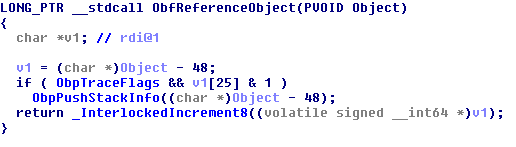 LONG_PTR __stdcall ObfReferenceObject(PVOID Object)
{
  char *v1; // rdi@1

  v1 = (char *)Object - 48;
  if ( ObpTraceFlags && v1[25] & 1 )
    ObpPushStackInfo((char *)Object - 48);
  return _InterlockedIncrement8((volatile signed __int64 *)v1);
}